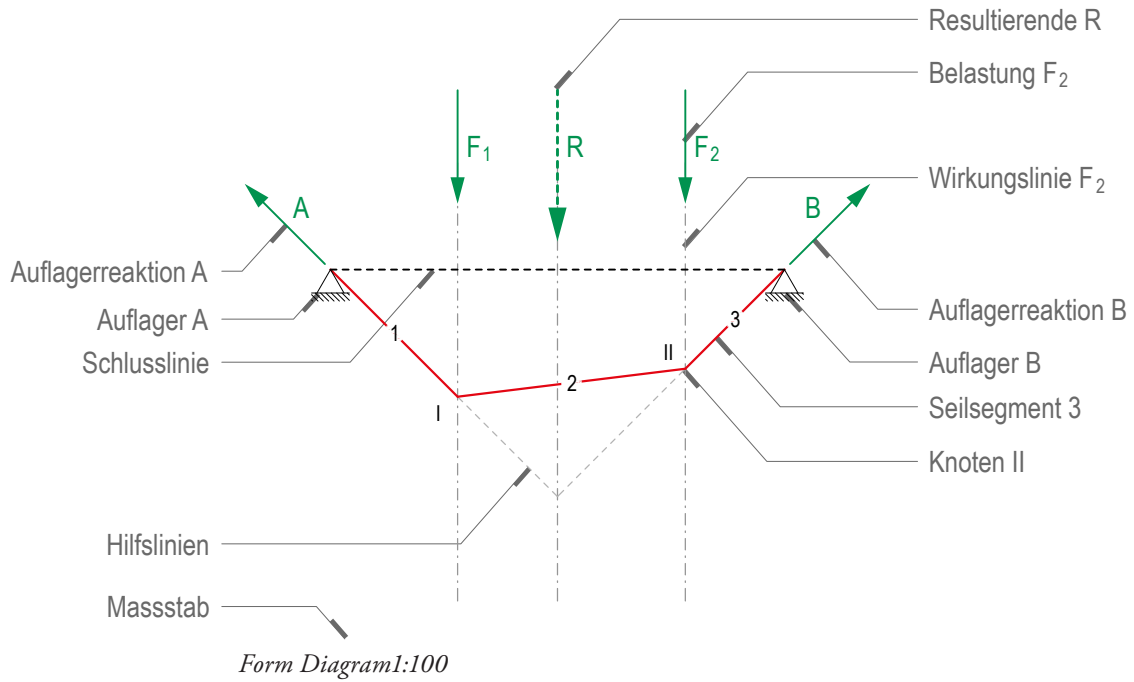 Resultierende R
Belastung F₂
F₁
R
F₂
Wirkungslinie F₂
A
B
Auflagerreaktion A
Auflager A
Schlusslinie
1
2
3
I
II
Auflagerreaktion B
Auflager B
Seilsegment 3
Knoten II
Hilfslinien
Massstab
Form Diagram1:100